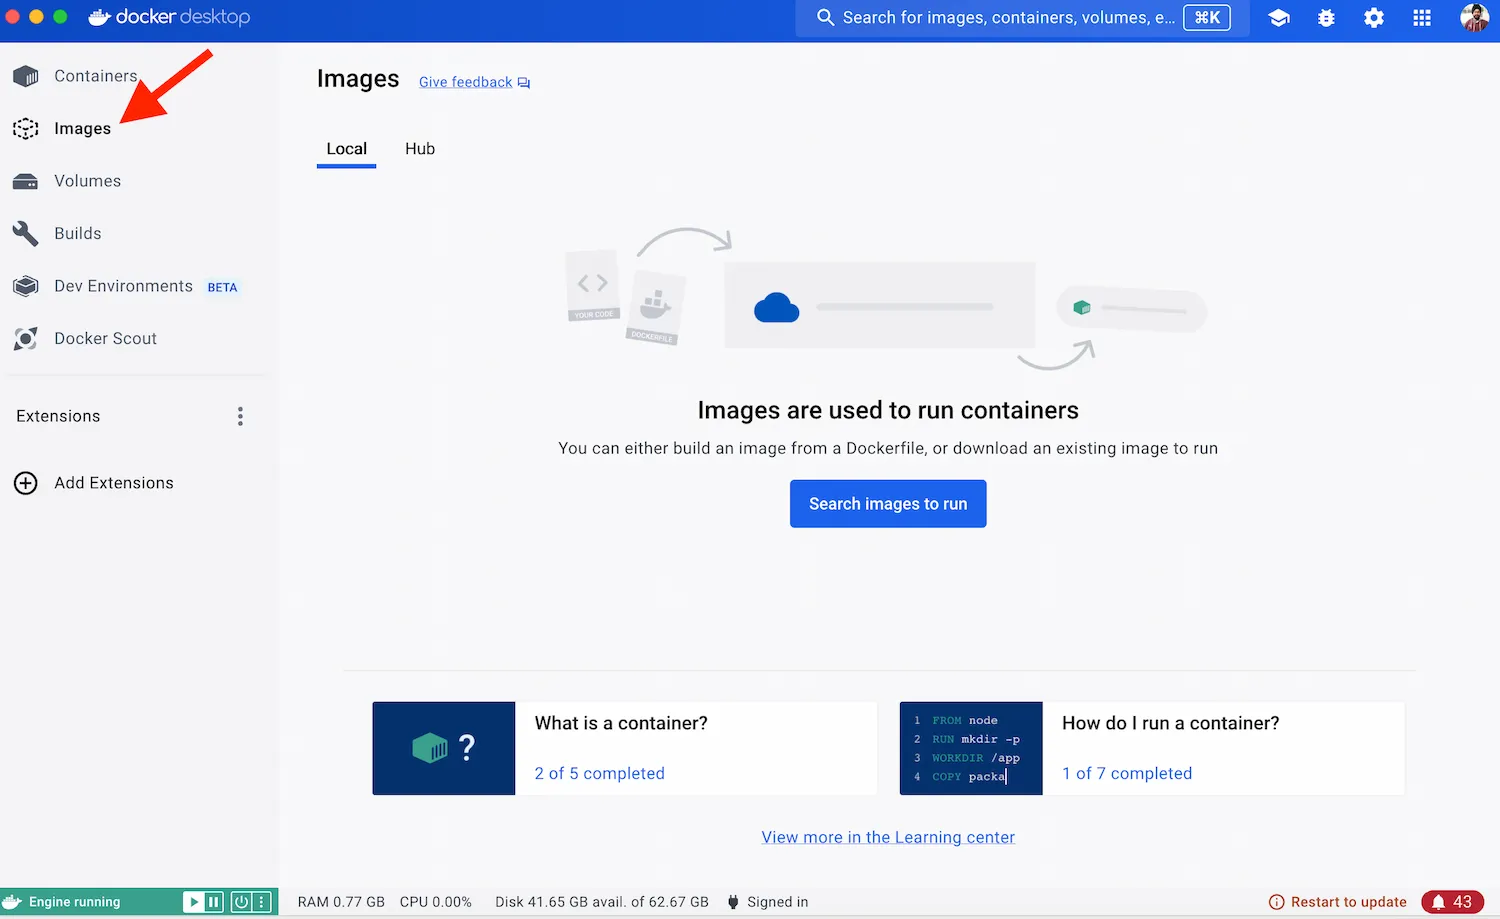 docker desktop
Search for images, containers, volumes, e... ⌘K
Containers
Images
Volumes
Builds
Dev Environments BETA
Docker Scout
Extensions
Add Extensions
Images Give feedback
Local Hub
YOUR CODE
DOCKERFILE
Images are used to run containers
You can either build an image from a Dockerfile, or download an existing image to run
Search images to run
?
What is a container?
2 of 5 completed
1 FROM node
2 RUN mkdir -p
3 WORKDIR /app
4 COPY packa
How do I run a container?
1 of 7 completed
View more in the Learning center
Engine running
RAM 0.77 GB CPU 0.00% Disk 41.65 GB avail. of 62.67 GB Signed in
Restart to update 43